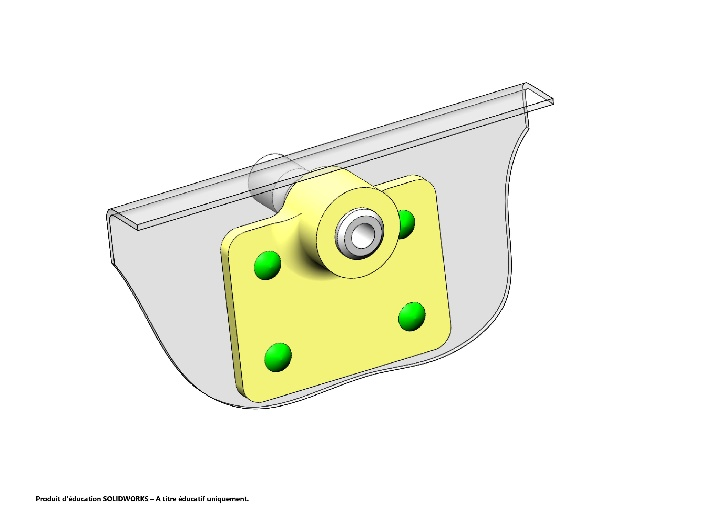 Produit d'éducation SOLIDWORKS – A titre éducatif uniquement.